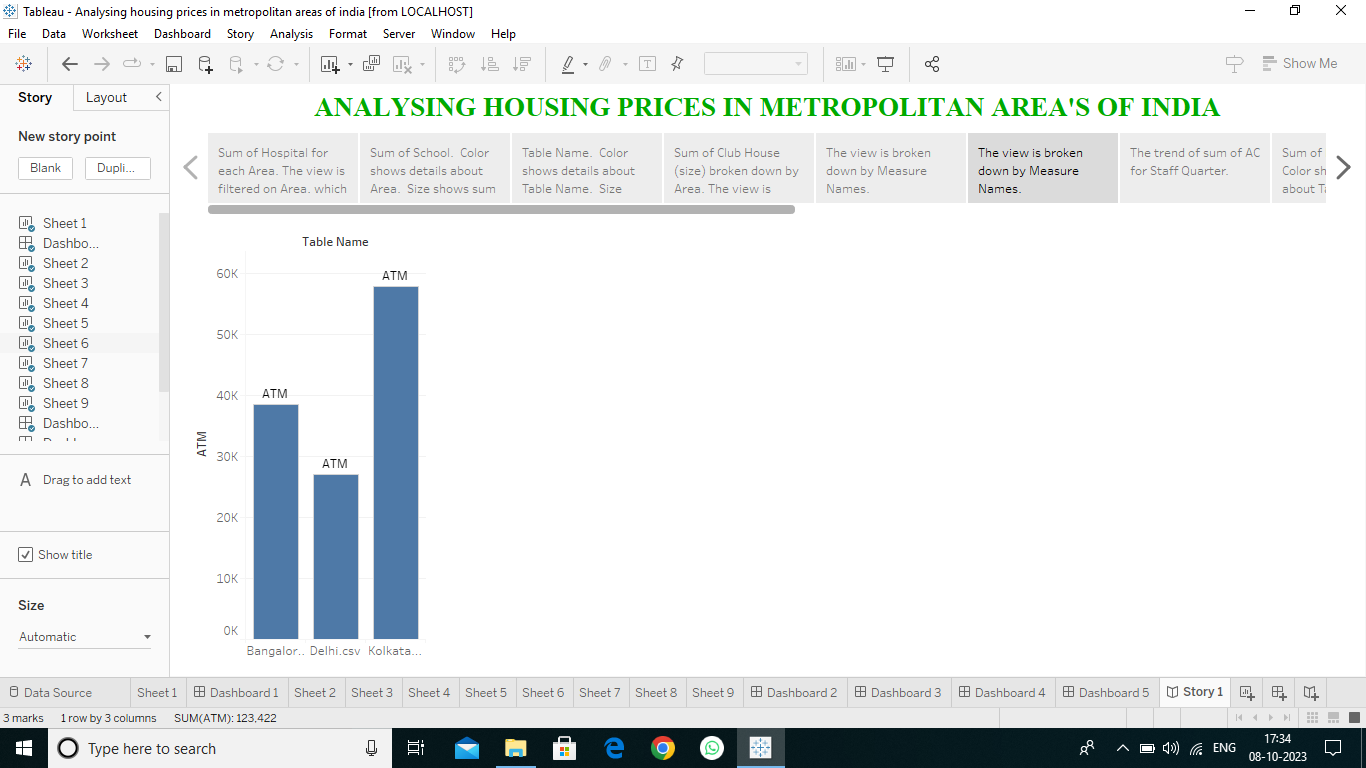 Tableau - Analysing housing prices in metropolitan areas of india [from LOCALHOST]
File Data Worksheet Dashboard Story Analysis Format Server Window Help
Show Me
Story Layout
New story point
Blank Dupli...
Sheet 1
Dashbo...
Sheet 2
Sheet 3
Sheet 4
Sheet 5
Sheet 6
Sheet 7
Sheet 8
Sheet 9
Dashbo...
A Drag to add text
Show title
Size
Automatic
ANALYSING HOUSING PRICES IN METROPOLITAN AREA'S OF INDIA
Sum of Hospital for
each Area. The view is
filtered on Area, which
Sum of School. Color
shows details about
Area. Size shows sum
Table Name. Color
shows details about
Table Name. Size
Sum of Club House
(size) broken down by
Area. The view is
The view is broken
down by Measure
Names.
The view is broken
down by Measure
Names.
The trend of sum of AC
for Staff Quarter.
Sum of
Color sh
about Ta
Table Name
60K
50K
40K
30K
20K
10K
0K
ATM
ATM
ATM
ATM
Bangalor.. Delhi.csv Kolkata...
Data Source Sheet 1 Dashboard 1 Sheet 2 Sheet 3 Sheet 4 Sheet 5 Sheet 6 Sheet 7 Sheet 8 Sheet 9 Dashboard 2 Dashboard 3 Dashboard 4 Dashboard 5 Story 1
3 marks 1 row by 3 columns SUM(ATM): 123,422
Type here to search
ENG
17:34
08-10-2023